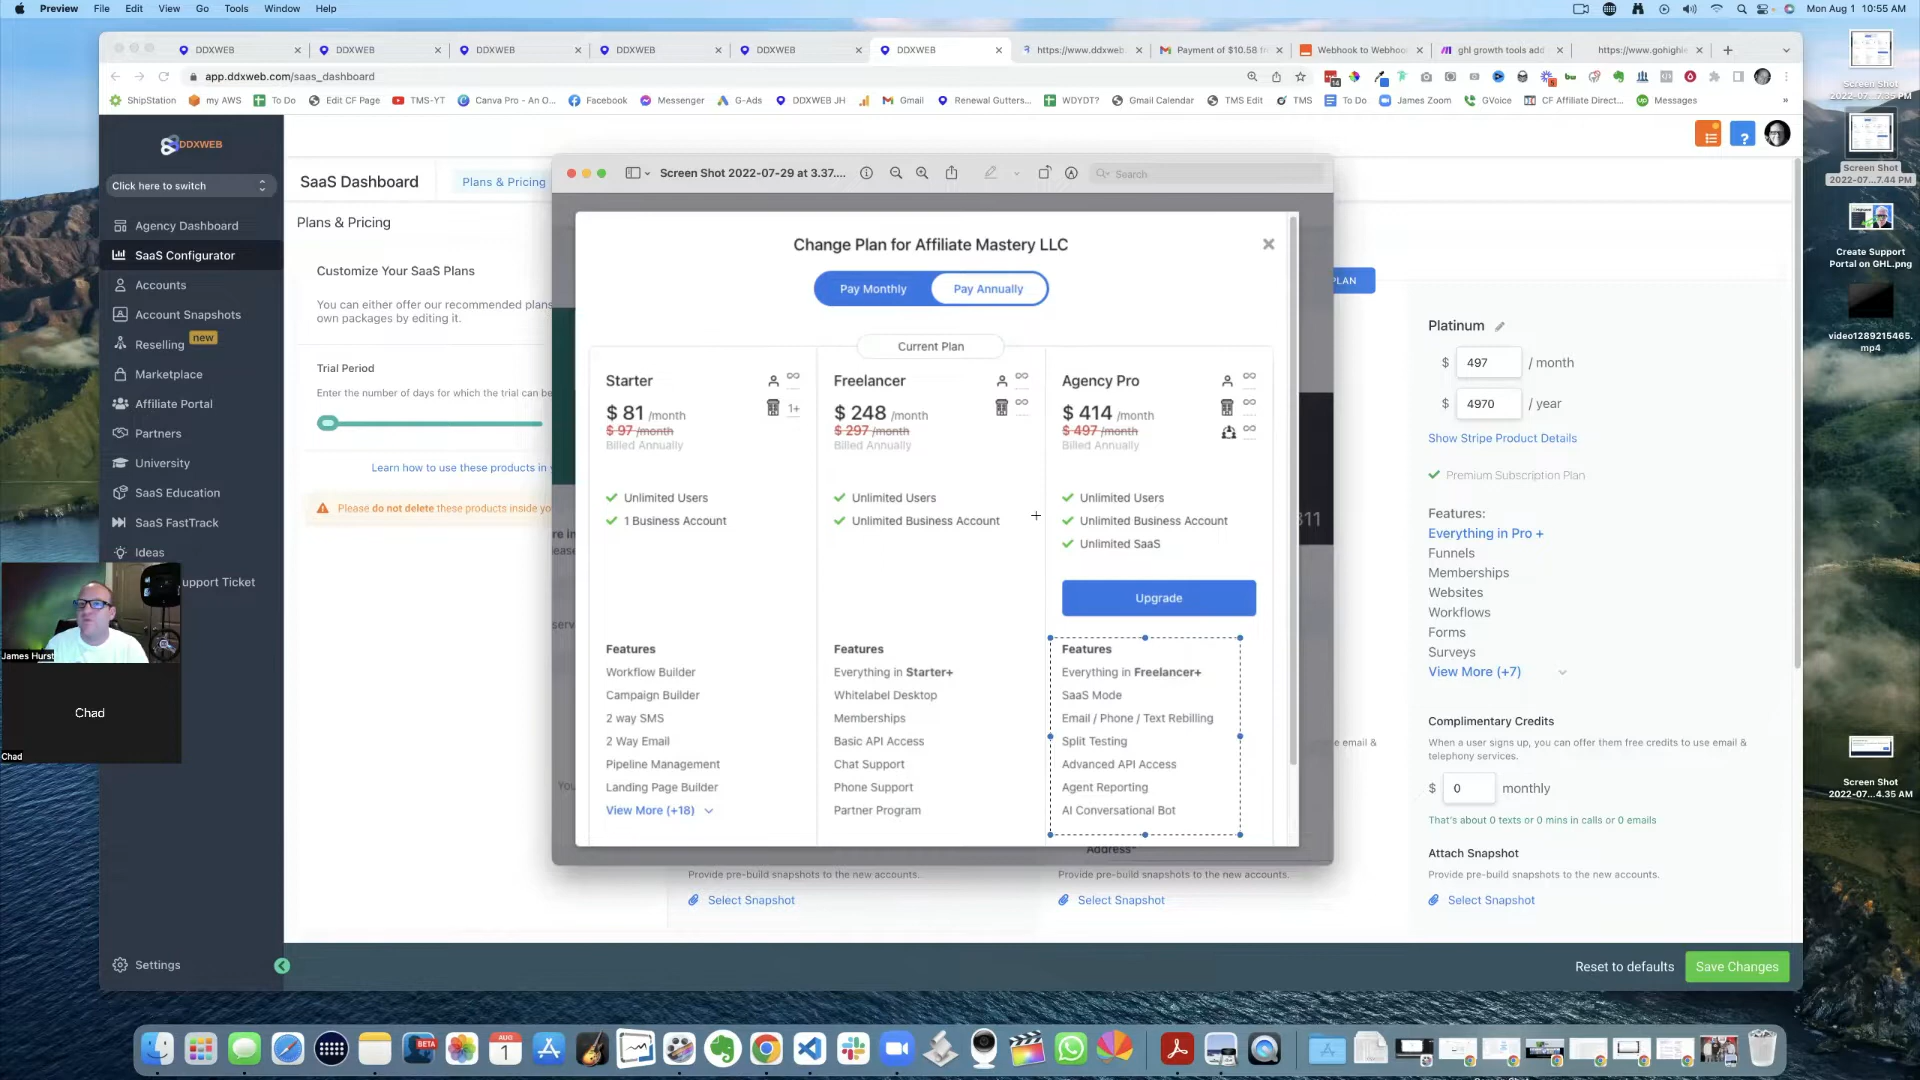 Preview File Edit View Go Tools Window Help
Mon Aug 1 10:55 AM
DDXWEB
DDXWEB
DDXWEB
DDXWEB
DDXWEB
DDXWEB
https://www.ddxweb.
Payment of $10.58 fr
Webhook to Webhoo
ghl growth tools add
https://www.gohighle
app.ddxweb.com/saas_dashboard
ShipStation
my AWS
To Do
Edit CF Page
TMS-YT
Canva Pro - An O...
Facebook
Messenger
G-Ads
DDXWEB JH
Gmail
Renewal Gutters...
WDYDT?
Gmail Calendar
TMS Edit
TMS
To Do
James Zoom
GVoice
CF Affiliate Direct...
Messages
DDXWEB
Click here to switch
Agency Dashboard
SaaS Configurator
Accounts
Account Snapshots
Reselling new
Marketplace
Affiliate Portal
Partners
University
SaaS Education
SaaS FastTrack
Ideas
upport Ticket
Settings
James Hurst
Chad
Chad
SaaS Dashboard
Plans & Pricing
Plans & Pricing
Customize Your SaaS Plans
You can either offer our recommended plans
own packages by editing it.
Trial Period
Enter the number of days for which the trial can be
Learn how to use these products in y
Please do not delete these products inside yo
Screen Shot 2022-07-29 at 3.37....
Search
Change Plan for Affiliate Mastery LLC
Pay Monthly
Pay Annually
Current Plan
Starter
$ 81 /month
$ 97 /month
Billed Annually
1+
Unlimited Users
1 Business Account
Features
Workflow Builder
Campaign Builder
2 way SMS
2 Way Email
Pipeline Management
Landing Page Builder
View More (+18)
Freelancer
$ 248 /month
$ 297 /month
Billed Annually
Unlimited Users
Unlimited Business Account
Features
Everything in Starter+
Whitelabel Desktop
Memberships
Basic API Access
Chat Support
Phone Support
Partner Program
Agency Pro
$ 414 /month
$ 497 /month
Billed Annually
Unlimited Users
Unlimited Business Account
Unlimited SaaS
Upgrade
Features
Everything in Freelancer+
SaaS Mode
Email / Phone / Text Rebilling
Split Testing
Advanced API Access
Agent Reporting
AI Conversational Bot
Address*
PLAN
Platinum
$ 497 / month
$ 4970 / year
Show Stripe Product Details
Premium Subscription Plan
Features:
Everything in Pro +
Funnels
Memberships
Websites
Workflows
Forms
Surveys
View More (+7)
Complimentary Credits
When a user signs up, you can offer them free credits to use email &
telephony services.
$ 0 monthly
That's about 0 texts or 0 mins in calls or 0 emails
Attach Snapshot
Provide pre-build snapshots to the new accounts.
Select Snapshot
Provide pre-build snapshots to the new accounts.
Select Snapshot
Provide pre-build snapshots to the new accounts.
Select Snapshot
Reset to defaults
Save Changes
Screen Shot
2022-07...7.35 PM
Screen Shot
2022-07...7.44 PM
Create Support
Portal on GHL.png
video1289215465.
mp4
Screen Shot
2022-07...4.35 AM
AUG
1
BETA